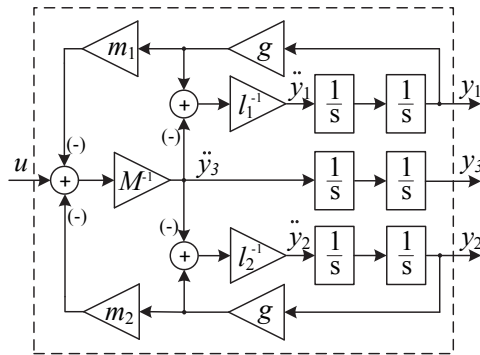 m₁
g
(-)
+
l₁⁻¹
ÿ₁
1/s
1/s
y₁
(-)
u
+
M⁻¹
ÿ₃
1/s
1/s
y₃
(-)
(-)
+
l₂⁻¹
ÿ₂
1/s
1/s
y₂
m₂
g